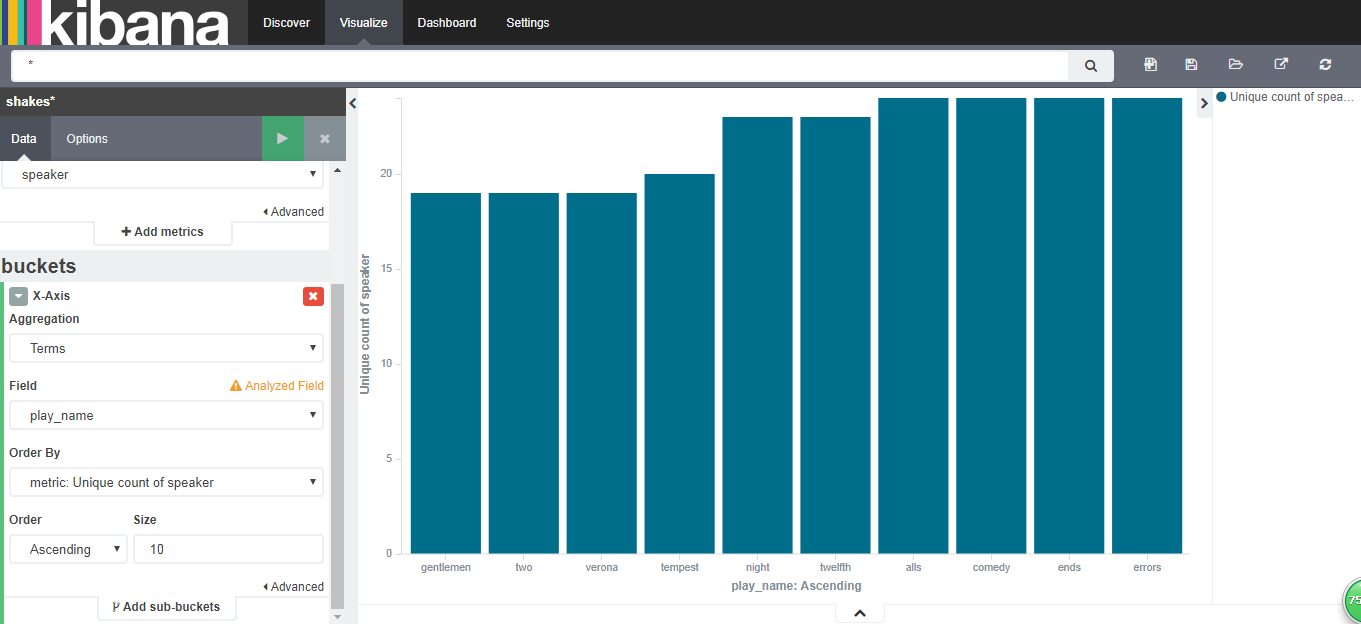 kibana
Discover
Visualize
Dashboard
Settings
*
shakes*
Data
Options
speaker
Advanced
Add metrics
buckets
X-Axis
Aggregation
Terms
Field
Analyzed Field
play_name
Order By
metric: Unique count of speaker
Order
Size
Ascending
10
Advanced
Add sub-buckets
Unique count of speaker
20
15
10
5
0
gentlemen
two
verona
tempest
night
twelfth
alls
comedy
ends
errors
play_name: Ascending
Unique count of spea...
75